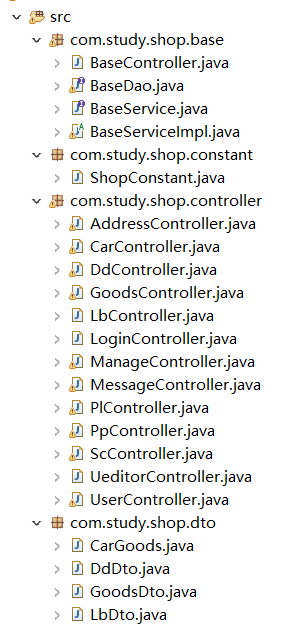 src
com.study.shop.base
BaseController.java
BaseDao.java
BaseService.java
BaseServiceImpl.java
com.study.shop.constant
ShopConstant.java
com.study.shop.controller
AddressController.java
CarController.java
DdController.java
GoodsController.java
LbController.java
LoginController.java
ManageController.java
MessageController.java
PlController.java
PpController.java
ScController.java
UeditorController.java
UserController.java
com.study.shop.dto
CarGoods.java
DdDto.java
GoodsDto.java
LbDto.java